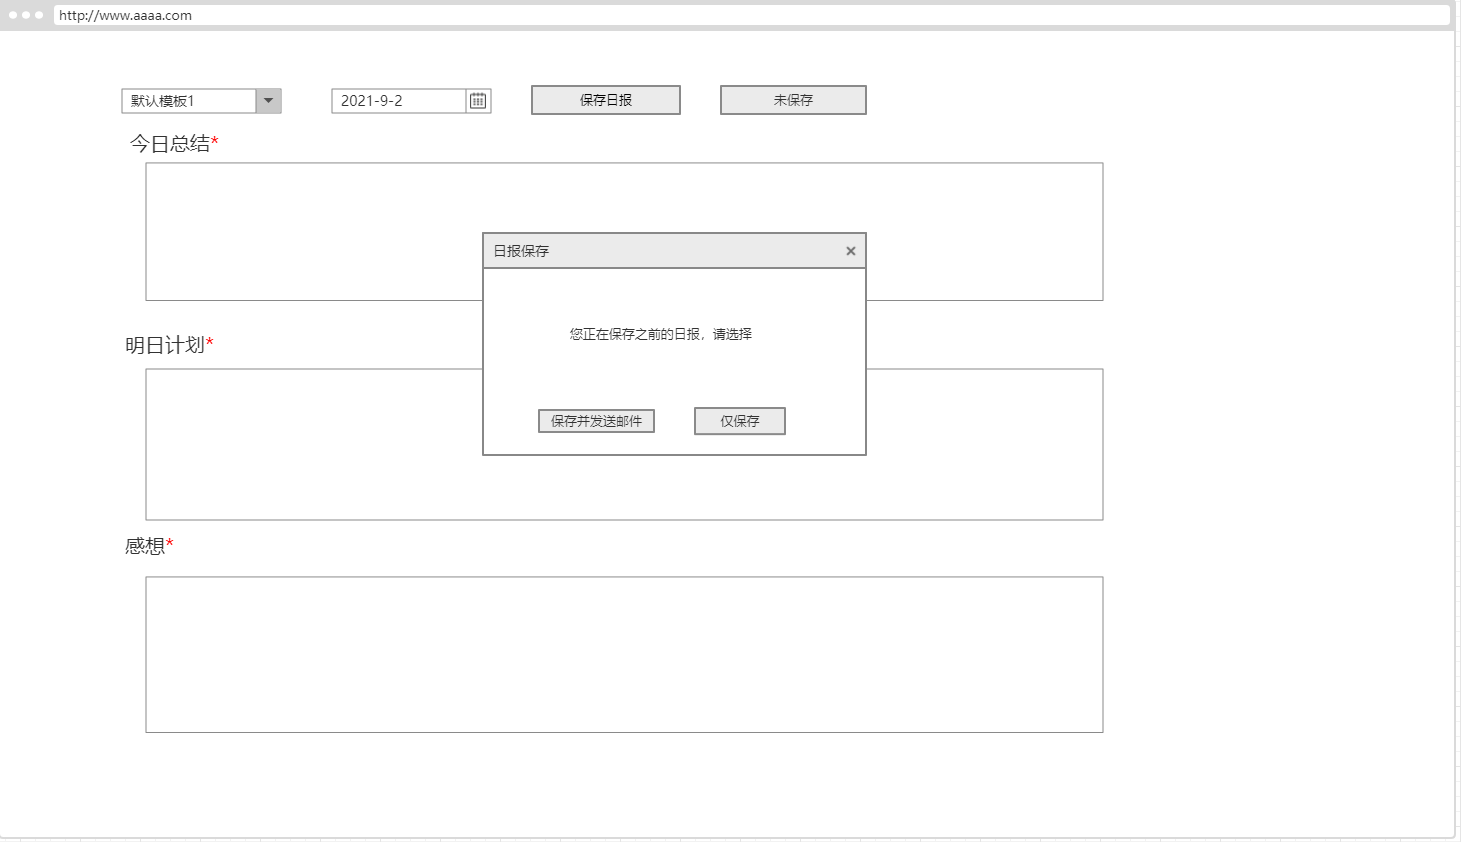 http://www.aaaa.com
默认模板1
2021-9-2
保存日报
未保存
今日总结*
日报保存
您正在保存之前的日报，请选择
保存并发送邮件
仅保存
明日计划*
感想*